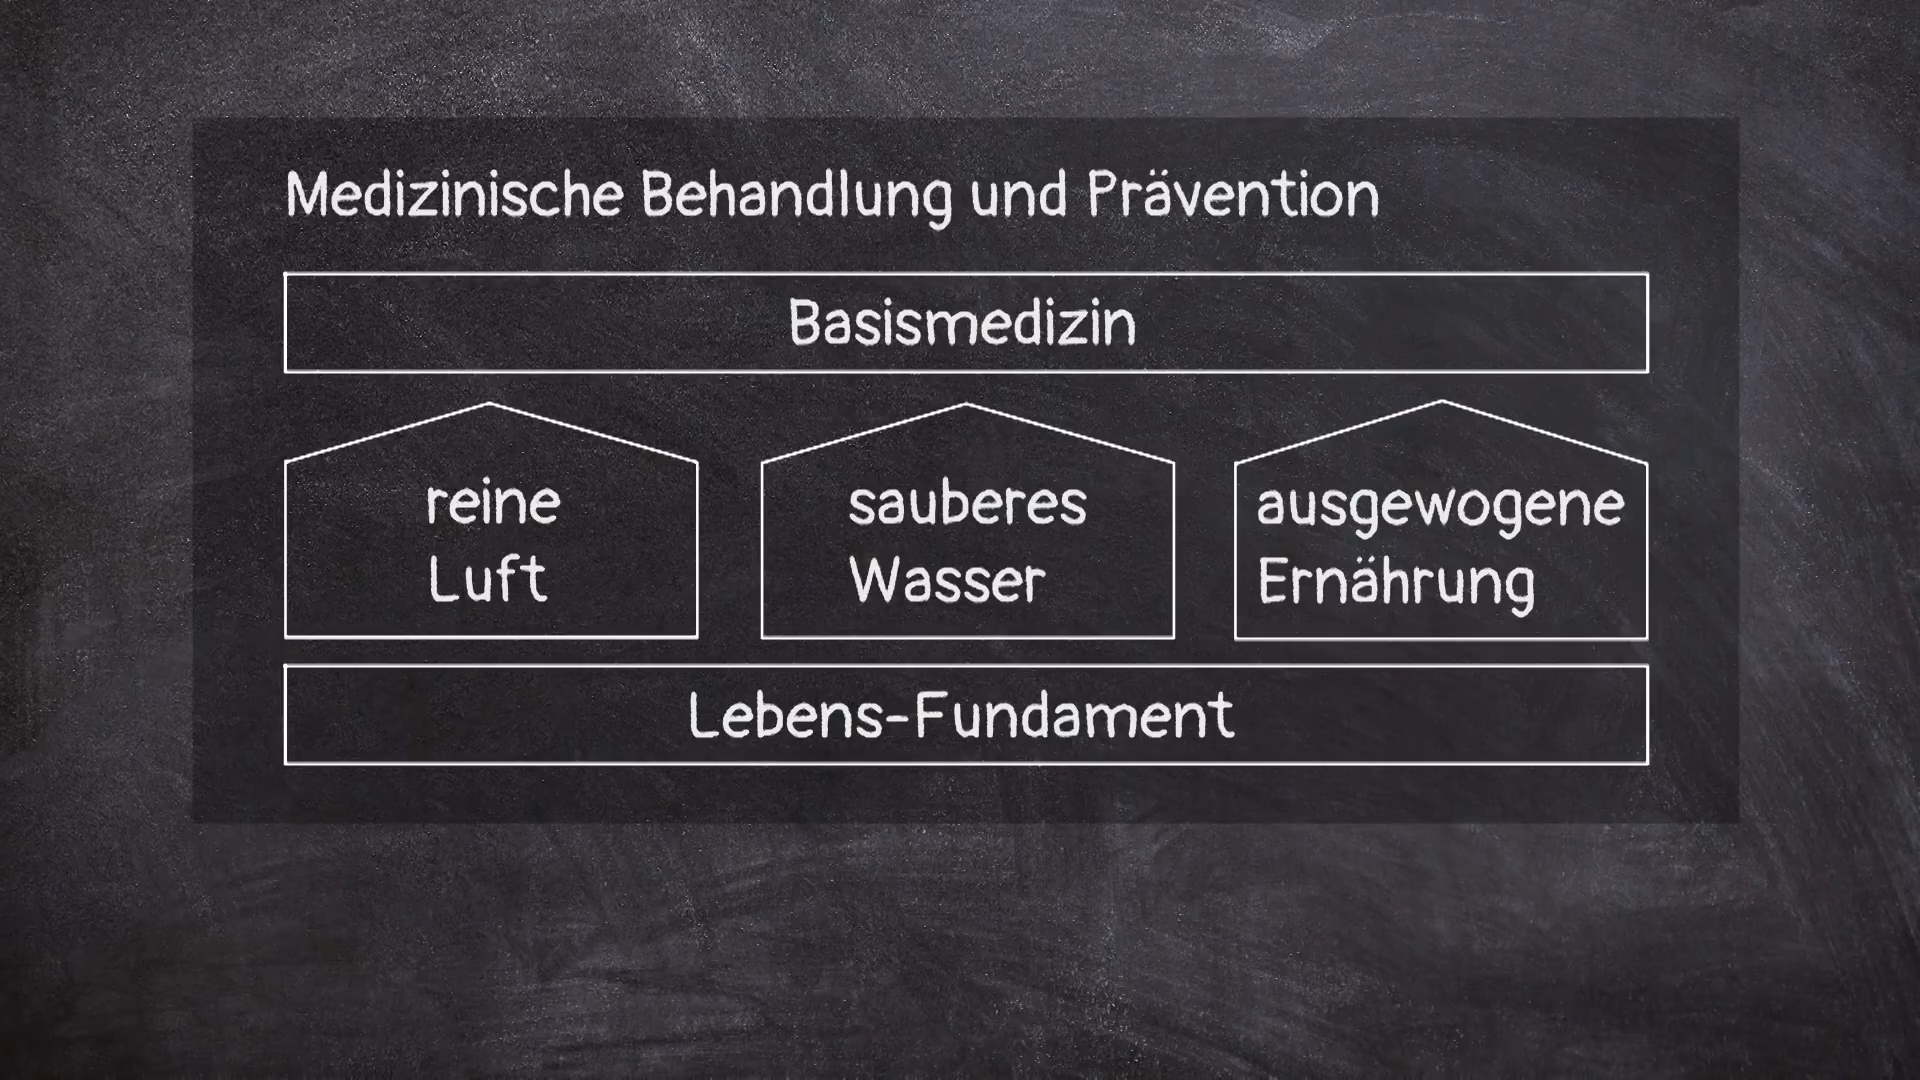 Medizinische Behandlung und Prävention
Basismedizin
reine
Luft
sauberes
Wasser
ausgewogene
Ernährung
Lebens-Fundament